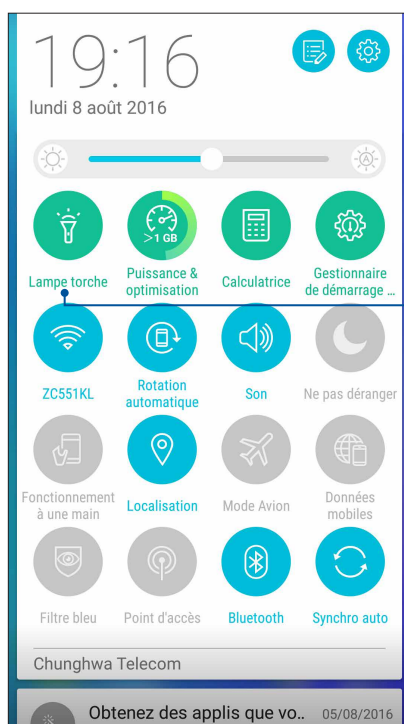 19:16
lundi 8 août 2016
A
>1 GB
Lampe torche
Puissance &
optimisation
Calculatrice
Gestionnaire
de démarrage ...
ZC551KL
Rotation
automatique
Son
Ne pas déranger
Fonctionnement
à une main
Localisation
Mode Avion
Données
mobiles
Filtre bleu
Point d'accès
Bluetooth
Synchro auto
Chunghwa Telecom
Obtenez des applis que vo.. 05/08/2016